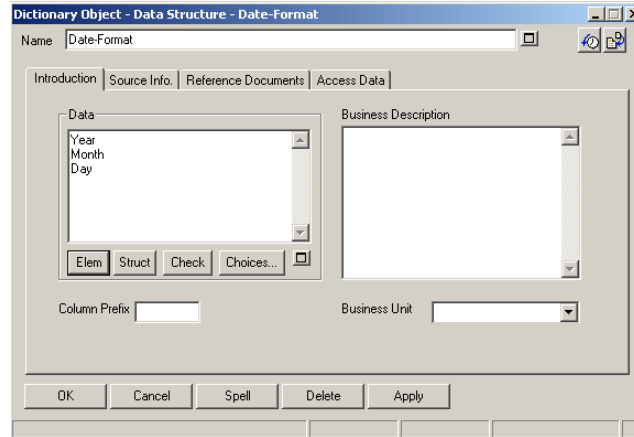 Dictionary Object - Data Structure - Date-Format
Name Date-Format
Introduction Source Info. Reference Documents Access Data
Data Business Description
Year
Month
Day
Elem Struct Check Choices...
Column Prefix Business Unit
OK Cancel Spell Delete Apply